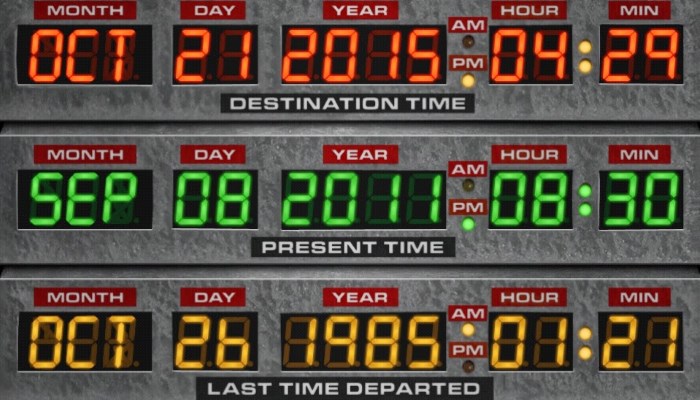 MONTH DAY YEAR AM PM HOUR MIN
OCT 21 2015 04 : 29
DESTINATION TIME
MONTH DAY YEAR AM PM HOUR MIN
SEP 08 2011 08 : 30
PRESENT TIME
MONTH DAY YEAR AM PM HOUR MIN
OCT 26 1985 01 : 21
LAST TIME DEPARTED